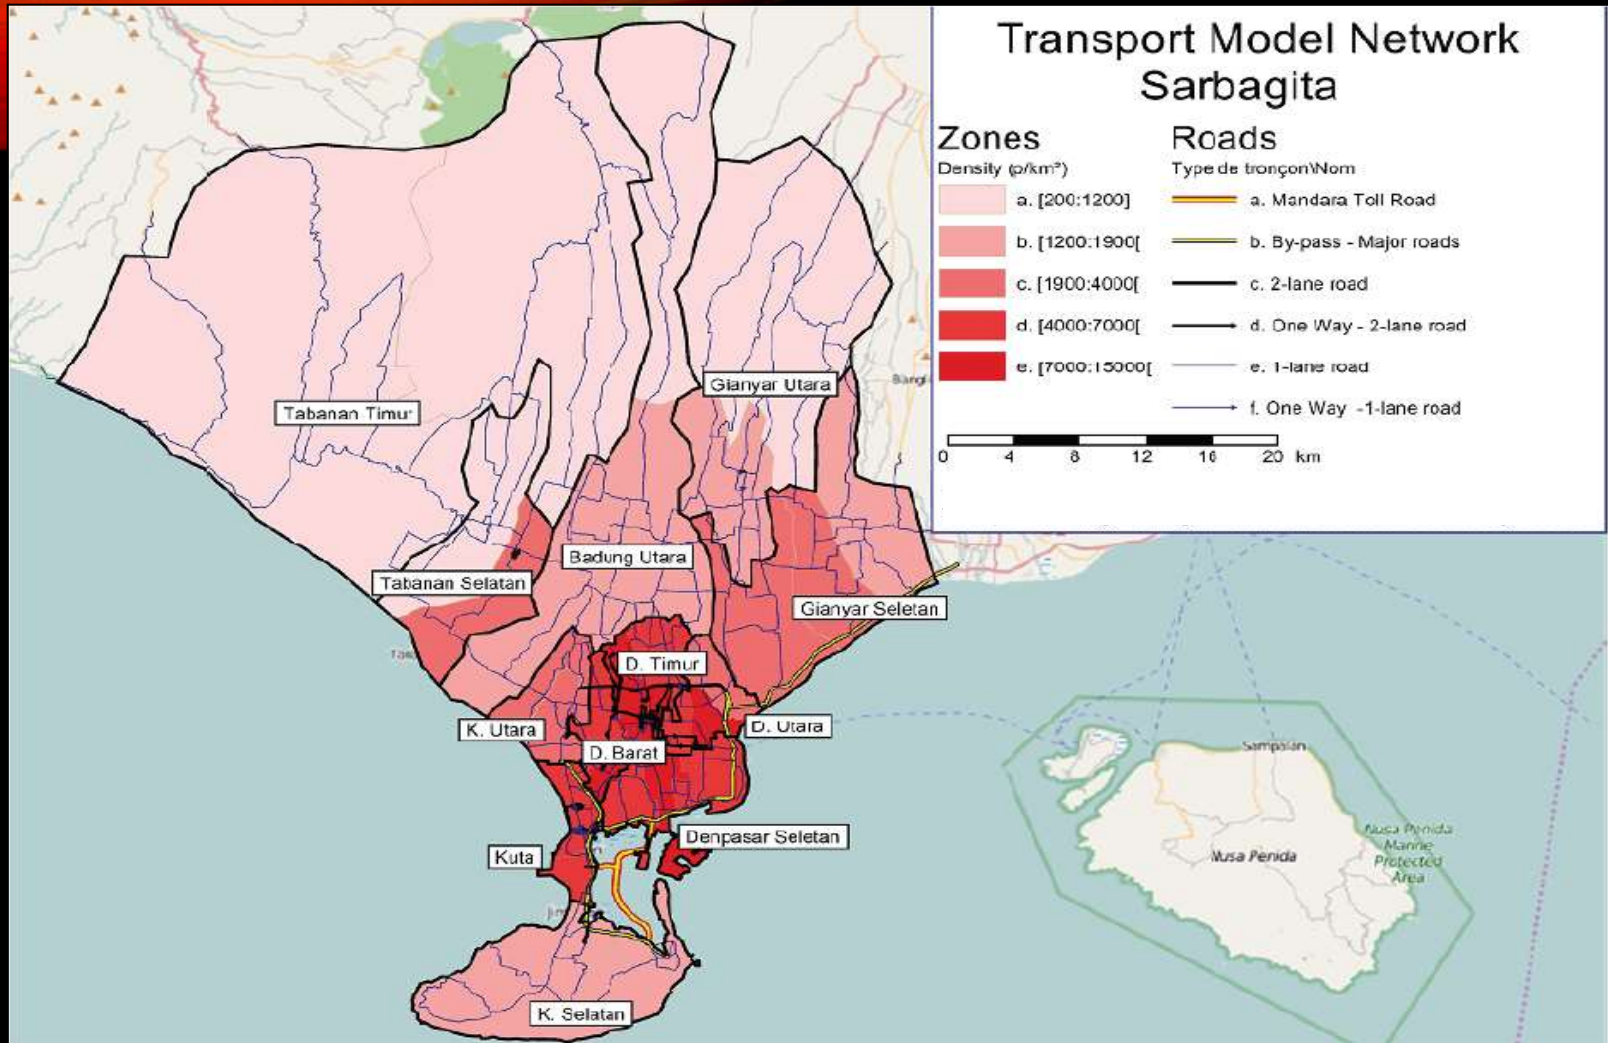 Transport Model Network
Sarbagita
Zones
Density (p/km²)
a. [200:1200]
b. [1200:1900[
c. [1900:4000[
d. [4000:7000[
e. [7000:15000[
Roads
Type de tronçon\Nom
a. Mandara Toll Road
b. By-pass - Major roads
c. 2-lane road
d. One Way - 2-lane road
e. 1-lane road
f. One Way -1-lane road
0 4 8 12 16 20 km
Gianyar Utara
Tabanan Timur
Badung Utara
Tabanan Selatan
Gianyar Seletan
D. Timur
K. Utara
D. Utara
D. Barat
Sampalan
Denpasar Seletan
Kuta
Nusa Penida
Marine
Protected
Area
Nusa Penida
K. Selatan